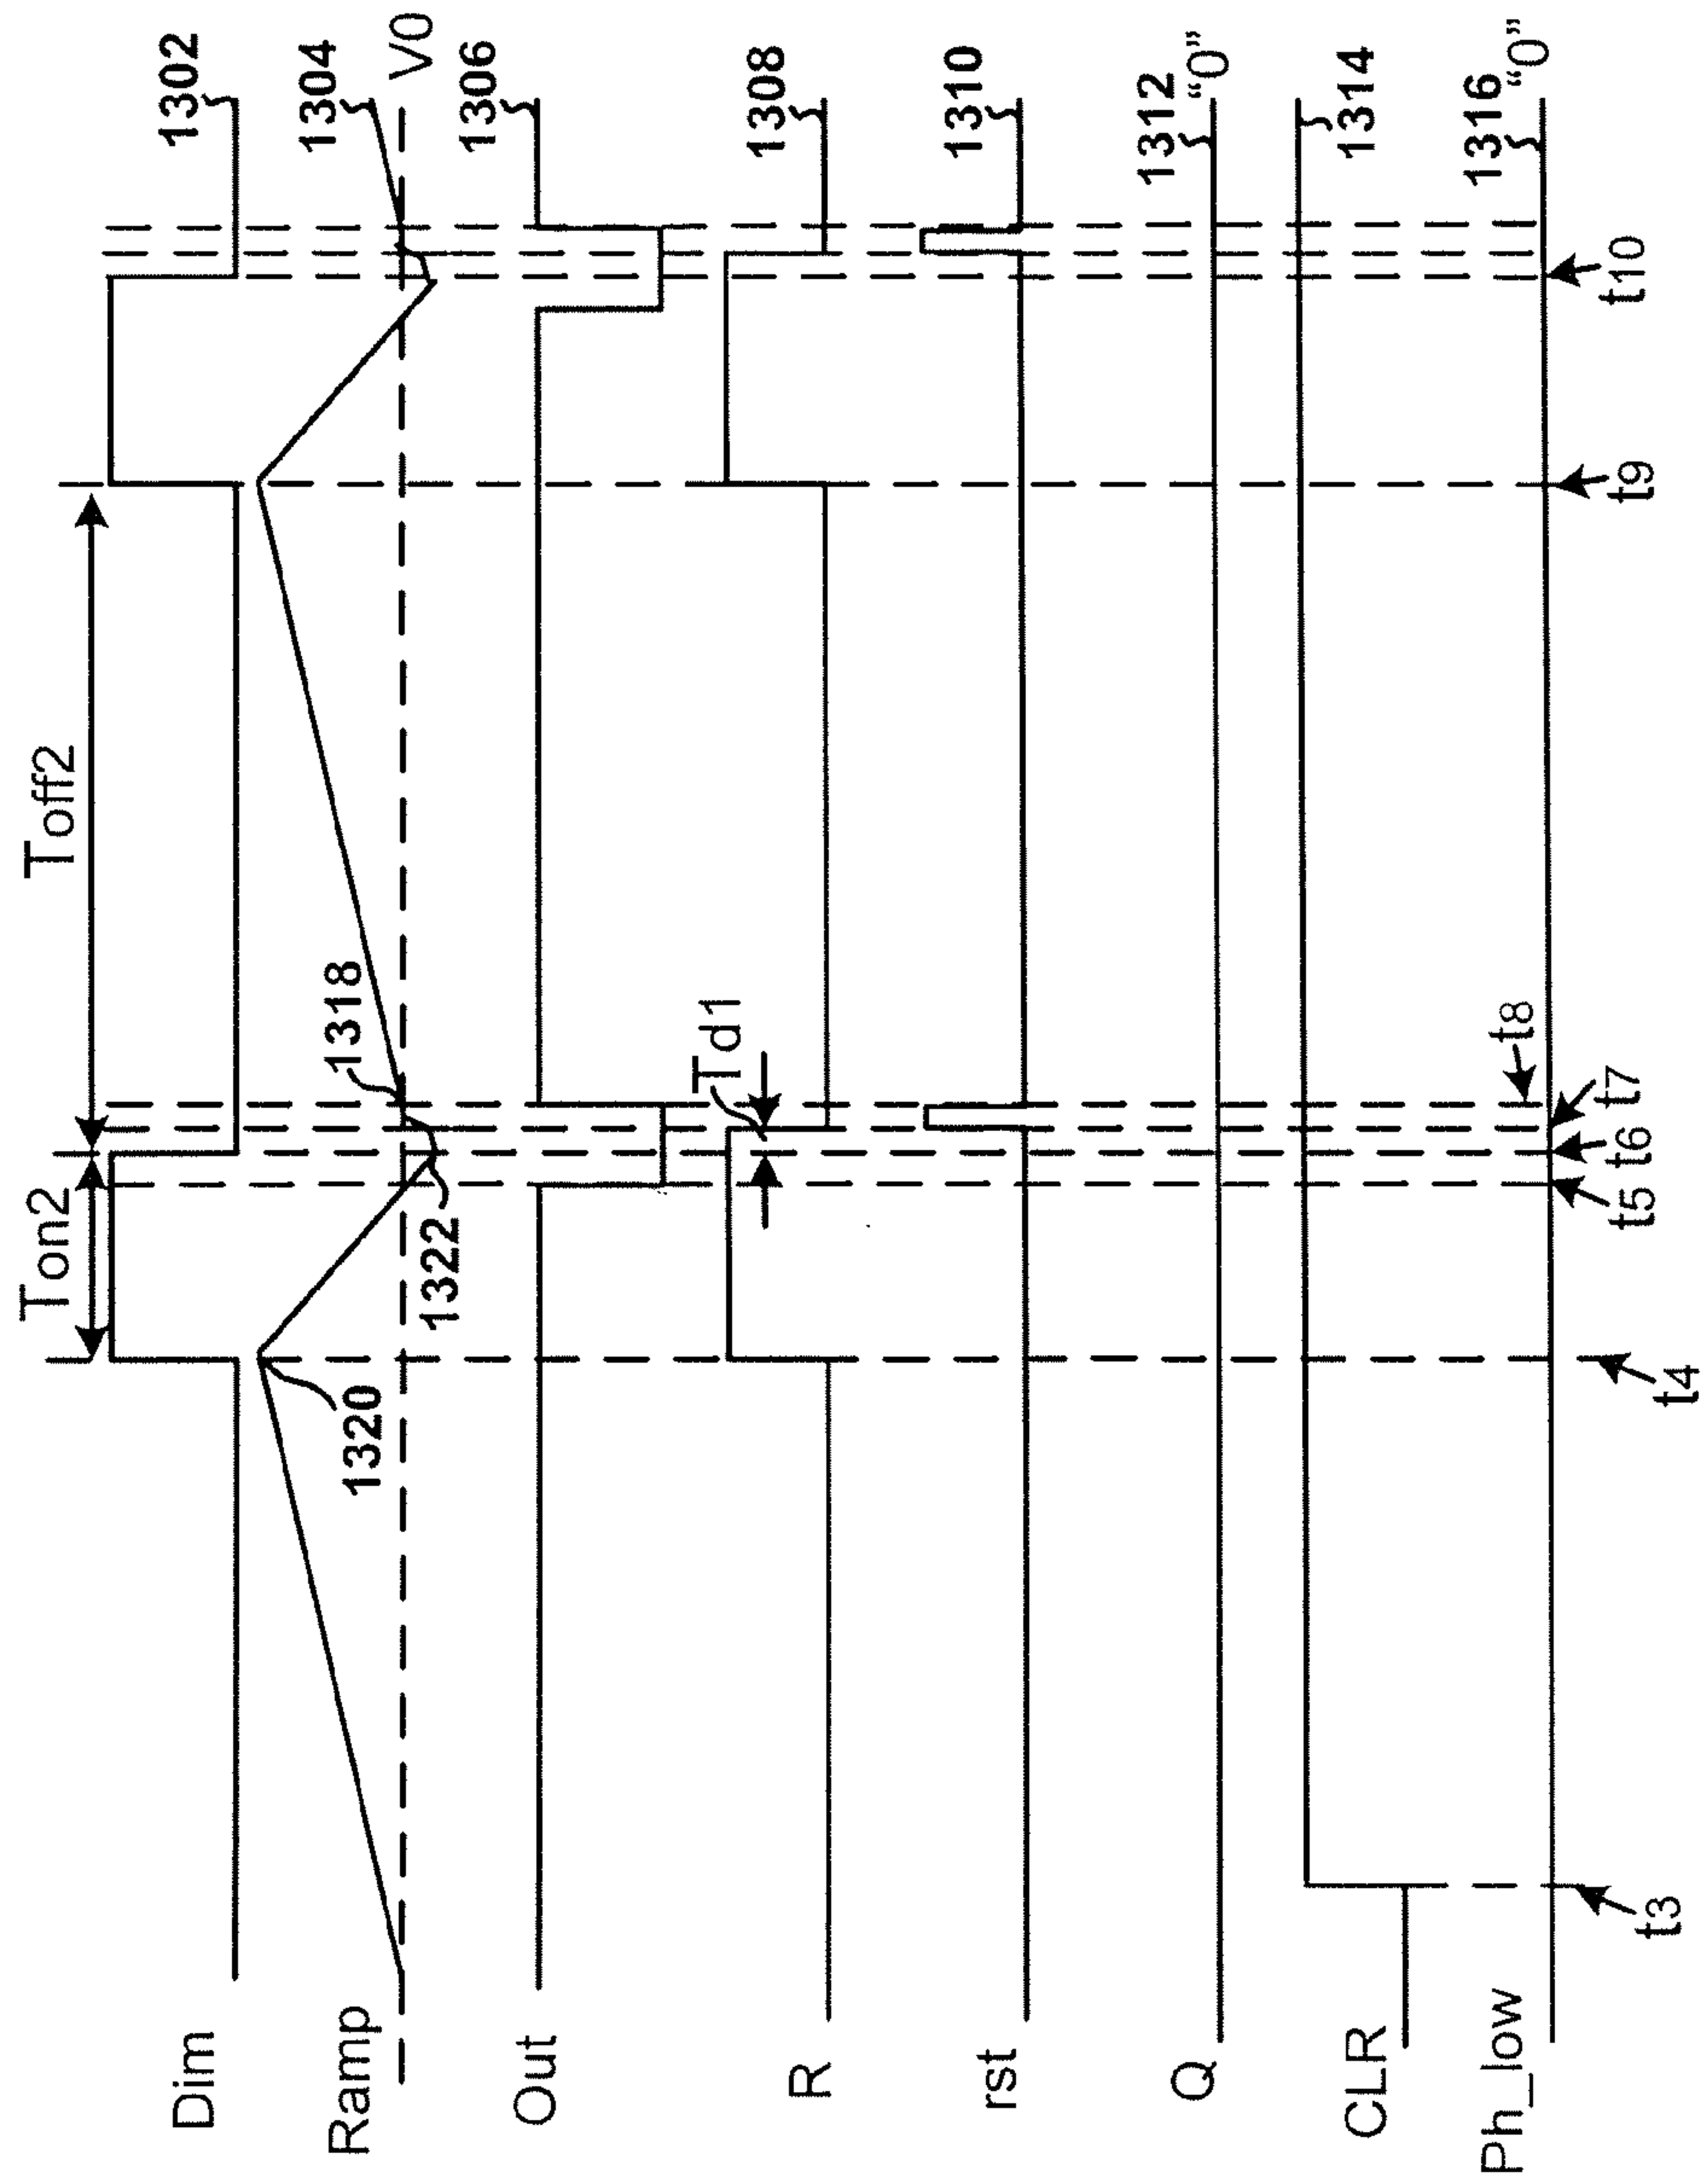 Ton2
Toff2
Dim
1302
Ramp
1304
V0
1320
1322
1318
Out
1306
R
Td1
1308
rst
1310
Q
1312
“0”
CLR
1314
Ph_low
1316
“0”
t3
t4
t5
t6
t7
t8
t9
t10